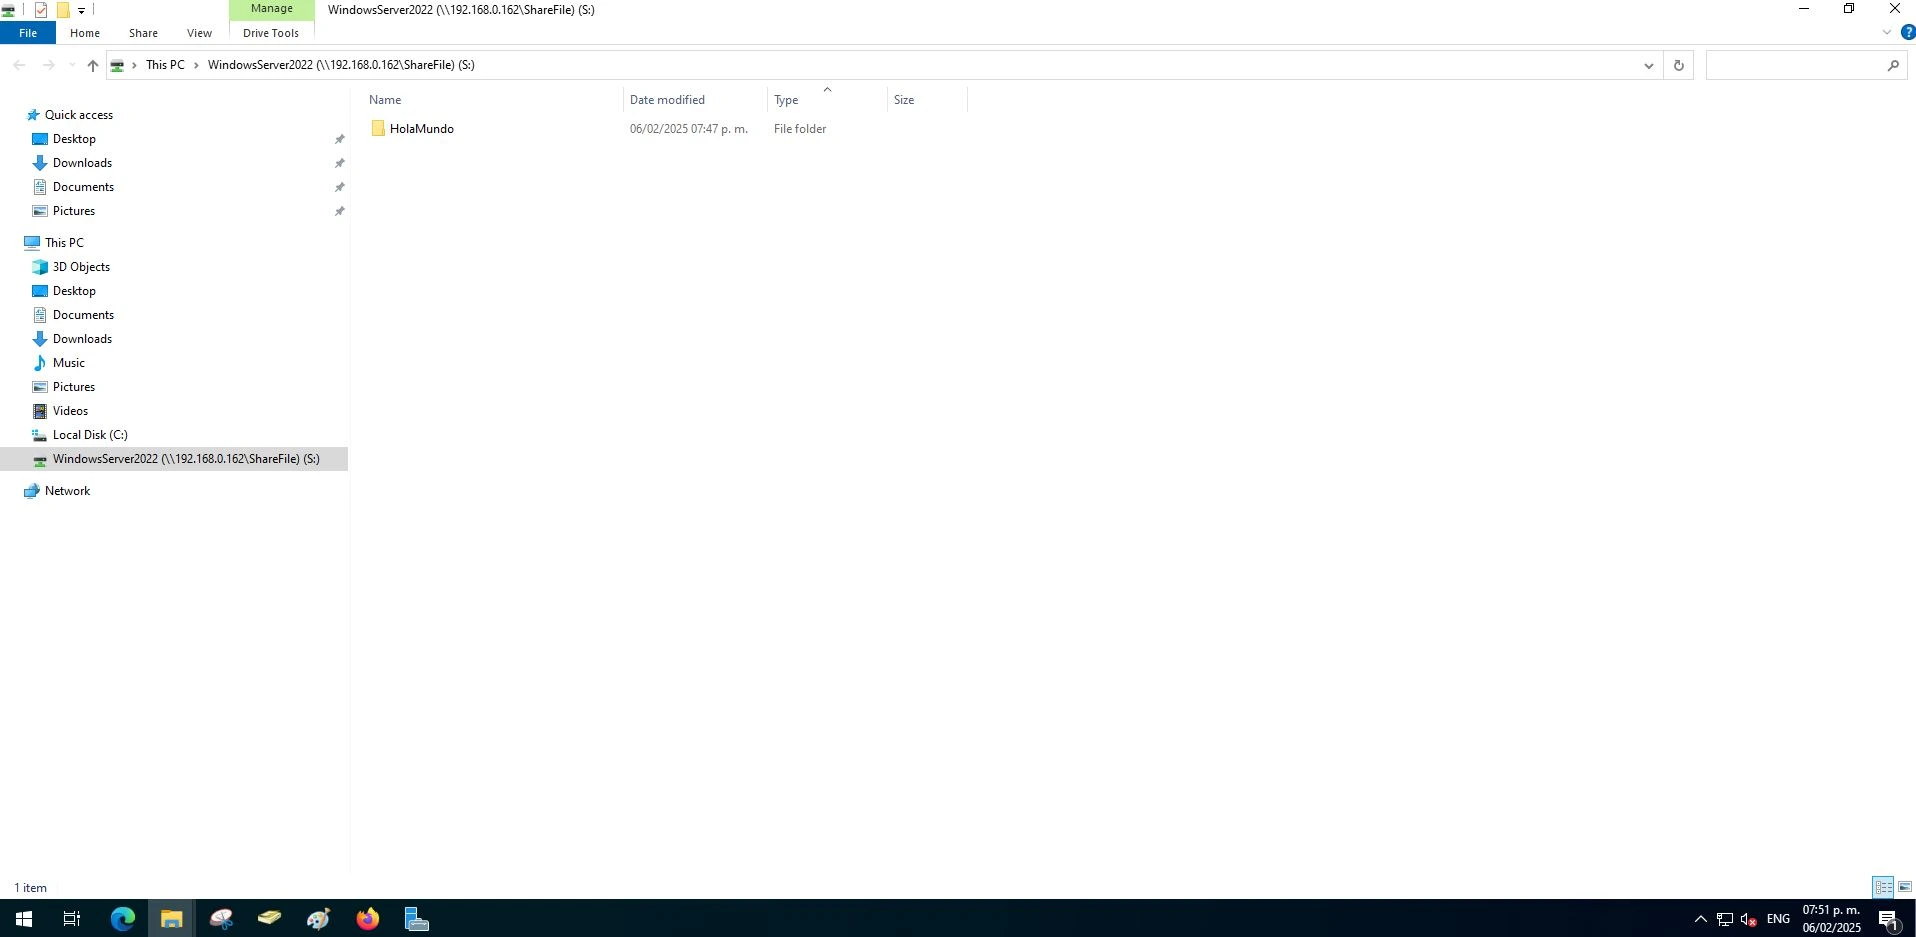 Manage
WindowsServer2022 (\\192.168.0.162\ShareFile) (S:)
File
Home
Share
View
Drive Tools
This PC
WindowsServer2022 (\\192.168.0.162\ShareFile) (S:)
Name
Date modified
Type
Size
HolaMundo
06/02/2025 07:47 p. m.
File folder
Quick access
Desktop
Downloads
Documents
Pictures
This PC
3D Objects
Desktop
Documents
Downloads
Music
Pictures
Videos
Local Disk (C:)
WindowsServer2022 (\\192.168.0.162\ShareFile) (S:)
Network
1 item
ENG
07:51 p. m.
06/02/2025
1